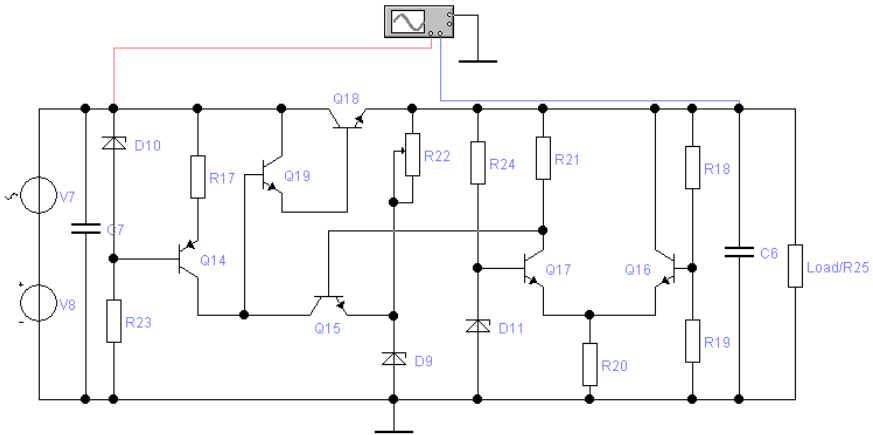 Q18
D10
R22
R24
R21
R18
R17
Q19
V7
C7
Q14
Q17
Q16
C6
Load/R25
+
V8
-
R23
Q15
D11
R19
D9
R20